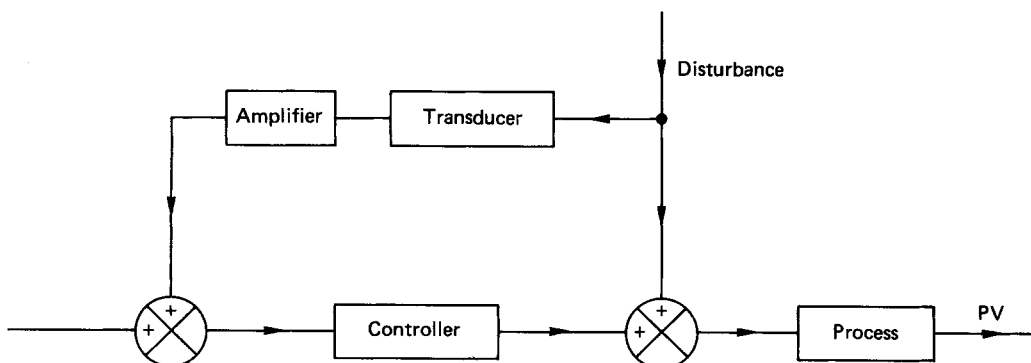 Disturbance
Amplifier
Transducer
+
+
Controller
+
+
Process
PV